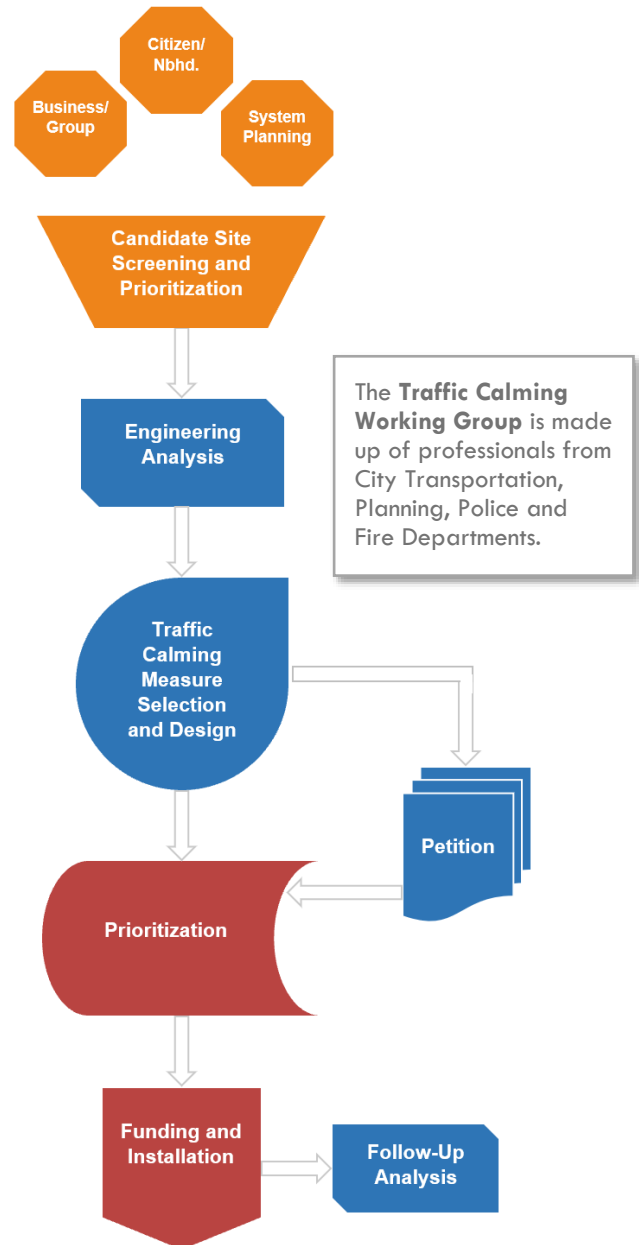 Citizen/
Nbhd.
Business/
Group
System
Planning
Candidate Site
Screening and
Prioritization
Engineering
Analysis
The Traffic Calming
Working Group is made
up of professionals from
City Transportation,
Planning, Police and
Fire Departments.
Traffic
Calming
Measure
Selection
and Design
Petition
Prioritization
Funding and
Installation
Follow-Up
Analysis